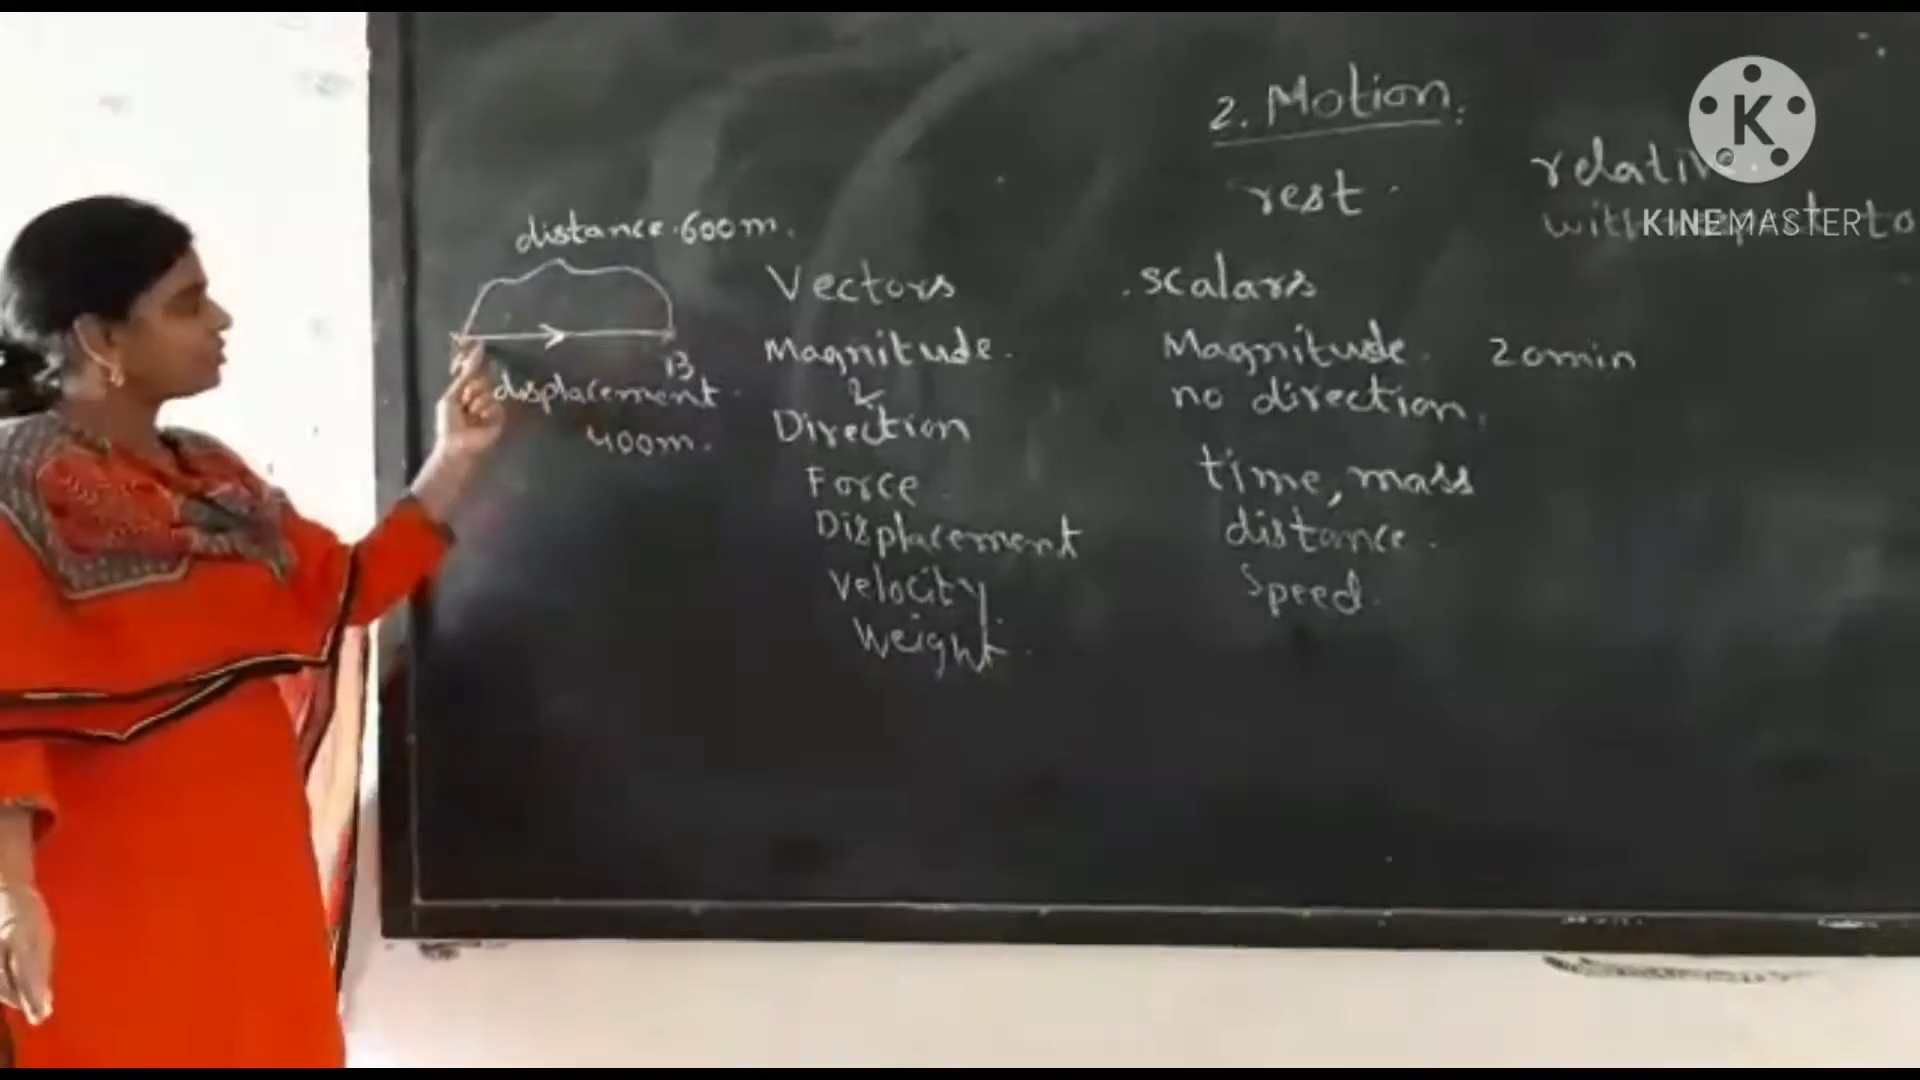 2. Motion.
rest.
K
KINEMASTER
to
distance. 600m.
B
displacement.
400m.
Vectors
Magnitude.
&
Direction
Force.
Displacement
Velocity
Weight.
scalars
Magnitude. 20min
no direction.
time, mass
distance.
Speed.